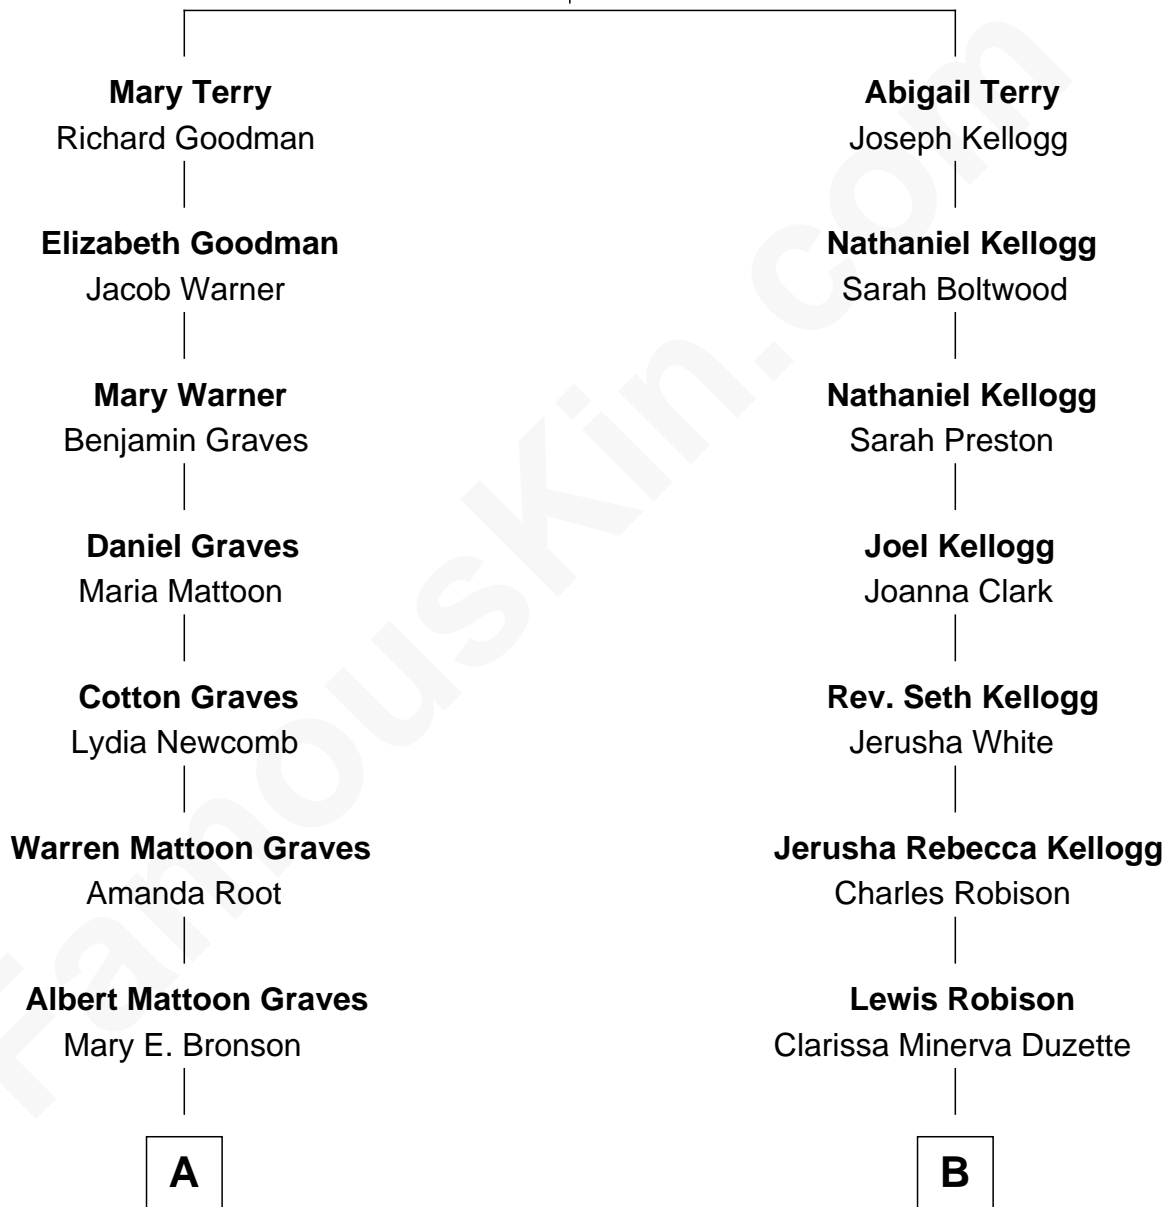 Mary Terry
Richard Goodman
Elizabeth Goodman
Jacob Warner
Mary Warner
Benjamin Graves
Daniel Graves
Maria Mattoon
Cotton Graves
Lydia Newcomb
Warren Mattoon Graves
Amanda Root
Albert Mattoon Graves
Mary E. Bronson
A
Abigail Terry
Joseph Kellogg
Nathaniel Kellogg
Sarah Boltwood
Nathaniel Kellogg
Sarah Preston
Joel Kellogg
Joanna Clark
Rev. Seth Kellogg
Jerusha White
Jerusha Rebecca Kellogg
Charles Robison
Lewis Robison
Clarissa Minerva Duzette
B
FamousKin.com